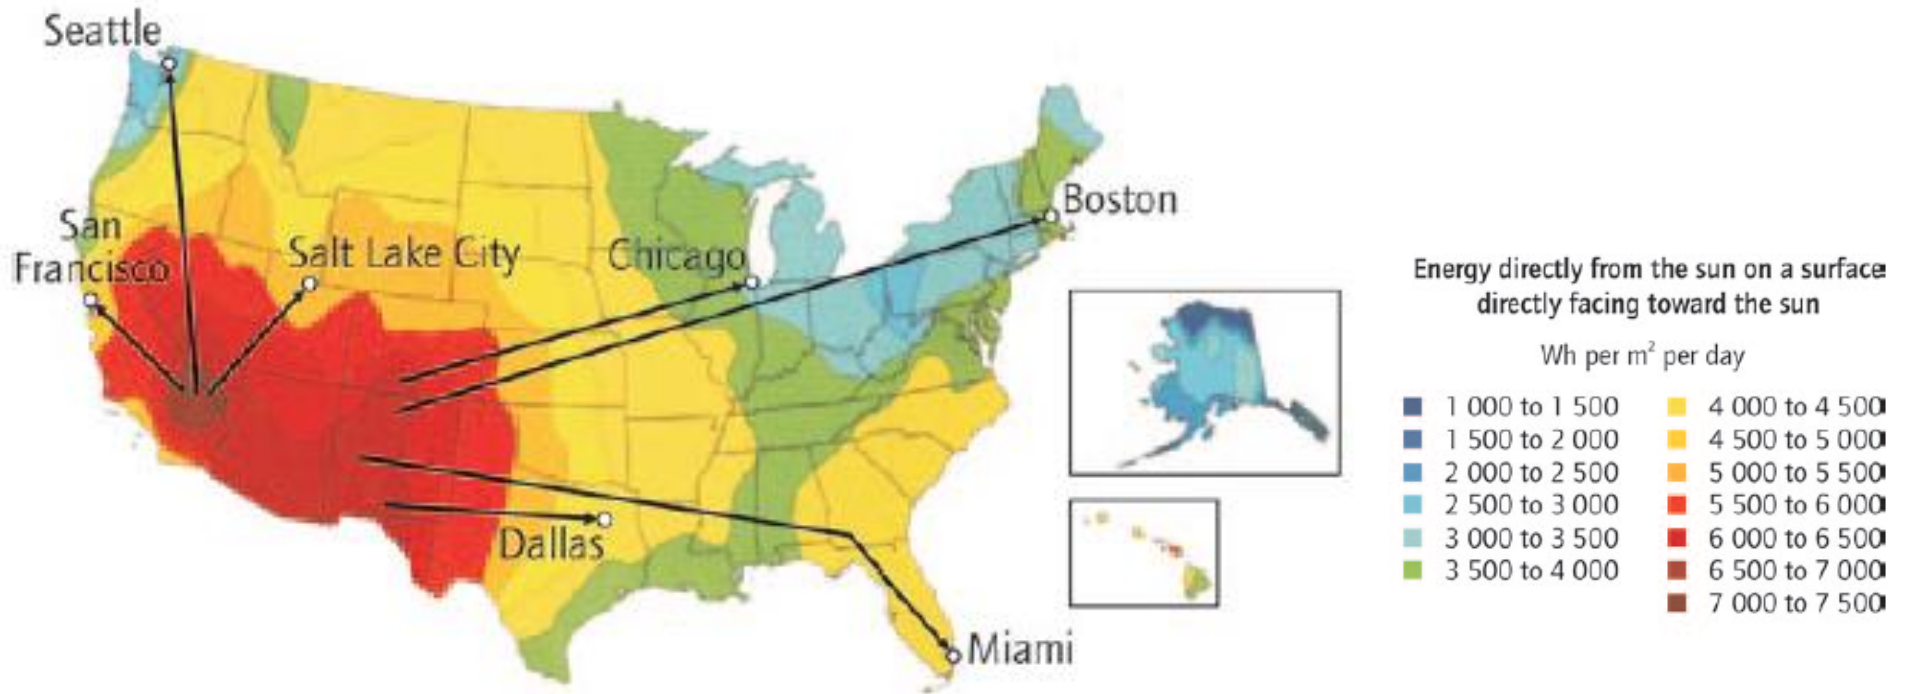 Seattle
San
Francisco
Salt Lake City
Chicago
Boston
Dallas
Miami
Energy directly from the sun on a surface
directly facing toward the sun
Wh per m² per day
1 000 to 1 500
1 500 to 2 000
2 000 to 2 500
2 500 to 3 000
3 000 to 3 500
3 500 to 4 000
4 000 to 4 500
4 500 to 5 000
5 000 to 5 500
5 500 to 6 000
6 000 to 6 500
6 500 to 7 000
7 000 to 7 500